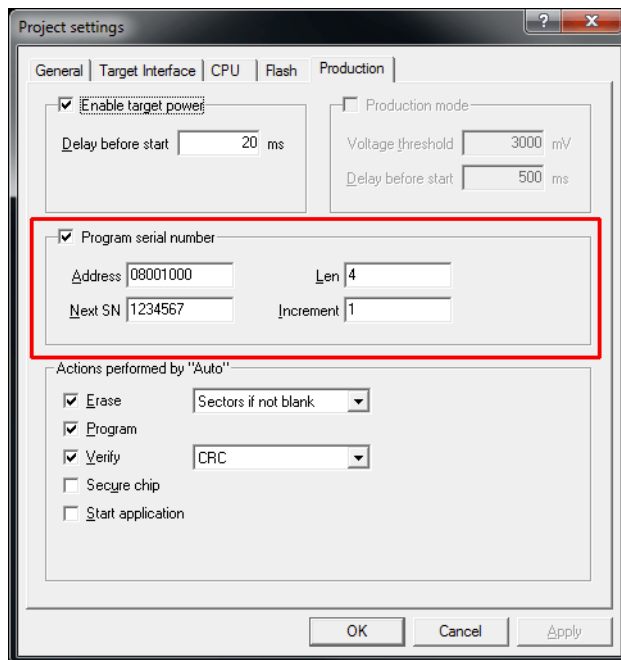 Project settings
General Target Interface CPU Flash Production
Enable target power
Delay before start 20 ms
Production mode
Voltage threshold 3000 mV
Delay before start 500 ms
Program serial number
Address 08001000 Len 4
Next SN 1234567 Increment 1
Actions performed by "Auto"
Erase Sectors if not blank
Program
Verify CRC
Secure chip
Start application
OK Cancel Apply